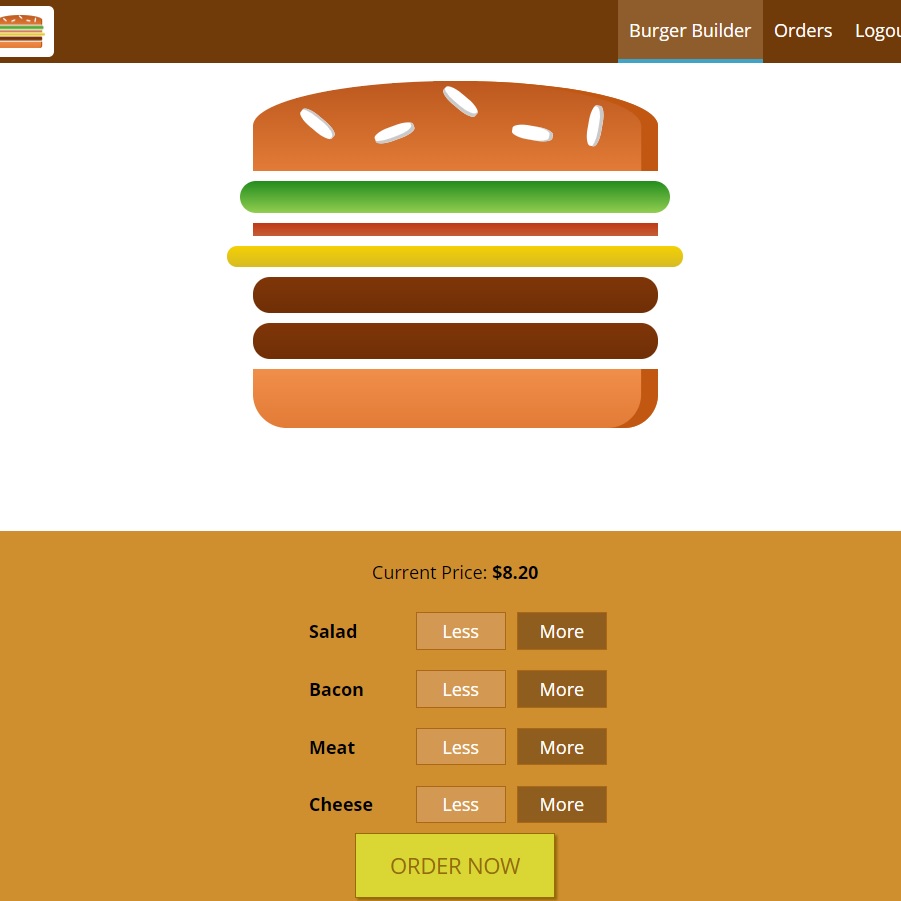 Burger Builder Orders
Current Price: $8.20
Salad Less More
Bacon Less More
Meat Less More
Cheese Less More
ORDER NOW